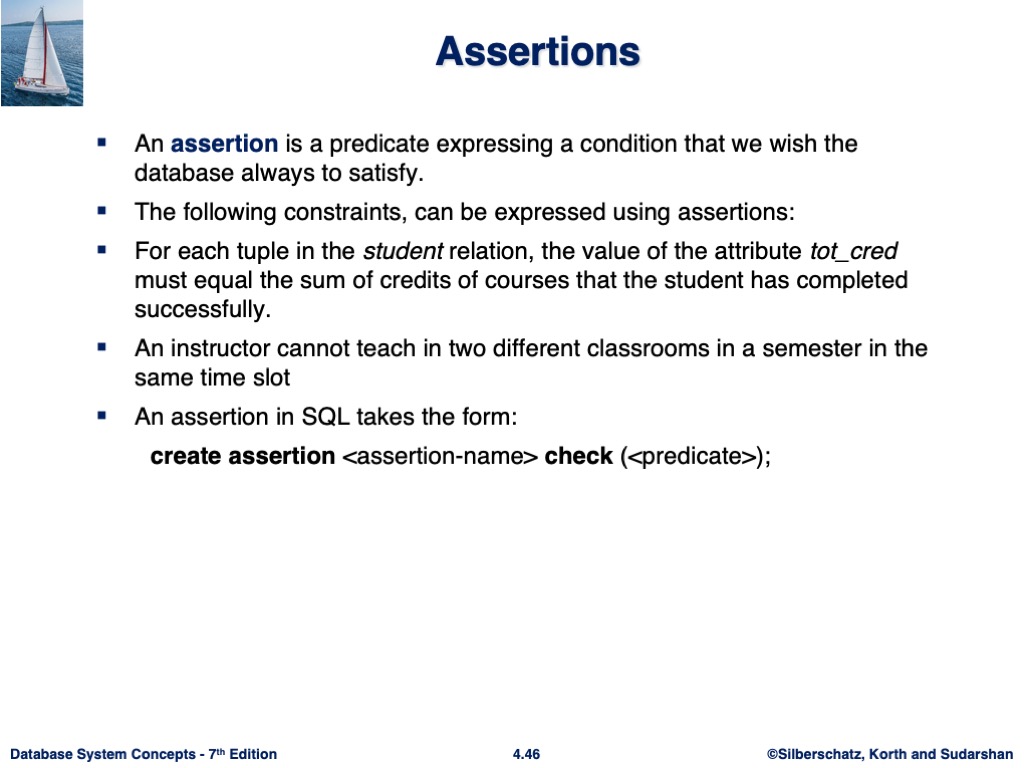 Assertions
▪ An assertion is a predicate expressing a condition that we wish the
database always to satisfy.
▪ The following constraints, can be expressed using assertions:
▪ For each tuple in the student relation, the value of the attribute tot_cred
must equal the sum of credits of courses that the student has completed
successfully.
▪ An instructor cannot teach in two different classrooms in a semester in the
same time slot
▪ An assertion in SQL takes the form:
create assertion <assertion-name> check (<predicate>);
Database System Concepts - 7th Edition
4.46
©Silberschatz, Korth and Sudarshan